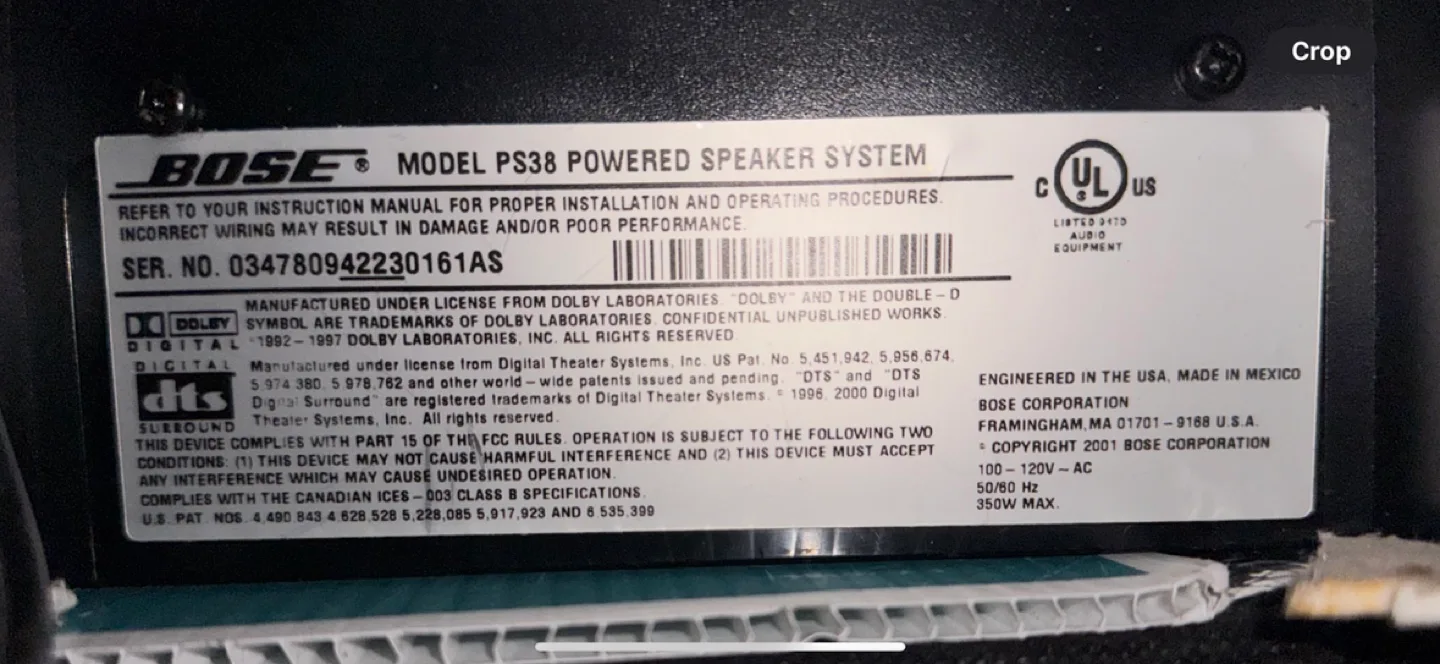 Crop
BOSE® MODEL PS38 POWERED SPEAKER SYSTEM
REFER TO YOUR INSTRUCTION MANUAL FOR PROPER INSTALLATION AND OPERATING PROCEDURES.
INCORRECT WIRING MAY RESULT IN DAMAGE AND/OR POOR PERFORMANCE.
SER. NO. 034780942230161AS
C UL® US
LISTED
AUDIO
EQUIPMENT
DOLBY
DIGITAL
MANUFACTURED UNDER LICENSE FROM DOLBY LABORATORIES. "DOLBY" AND THE DOUBLE-D
SYMBOL ARE TRADEMARKS OF DOLBY LABORATORIES. CONFIDENTIAL UNPUBLISHED WORKS.
1992-1997 DOLBY LABORATORIES, INC. ALL RIGHTS RESERVED
DIGITAL
dts
SURROUND
Manufactured under license from Digital Theater Systems, Inc. US Pat. No. 5,451,942, 5,956,674,
5,974,380, 5,978,762 and other world-wide patents issued and pending. "DTS" and "DTS
Digital Surround" are registered trademarks of Digital Theater Systems. © 1996, 2000 Digital
Theater Systems, Inc. All rights reserved.
THIS DEVICE COMPLIES WITH PART 15 OF THE FCC RULES. OPERATION IS SUBJECT TO THE FOLLOWING TWO
CONDITIONS: (1) THIS DEVICE MAY NOT CAUSE HARMFUL INTERFERENCE AND (2) THIS DEVICE MUST ACCEPT
ANY INTERFERENCE WHICH MAY CAUSE UNDESIRED OPERATION.
COMPLIES WITH THE CANADIAN ICES-003 CLASS B SPECIFICATIONS.
U.S. PAT. NOS. 4,490,843 4,628,528 5,228,085 5,917,923 AND 6,535,399
ENGINEERED IN THE USA, MADE IN MEXICO
BOSE CORPORATION
FRAMINGHAM, MA 01701-9168 U.S.A.
© COPYRIGHT 2001 BOSE CORPORATION
100-120V~AC
50/60 Hz
350W MAX.